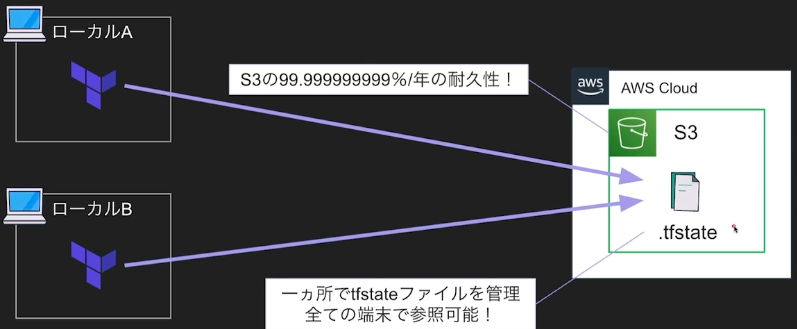 ローカルA
S3の99.999999999%/年の耐久性！
aws
AWS Cloud
S3
ローカルB
.tfstate
一ヵ所でtfstateファイルを管理
全ての端末で参照可能！